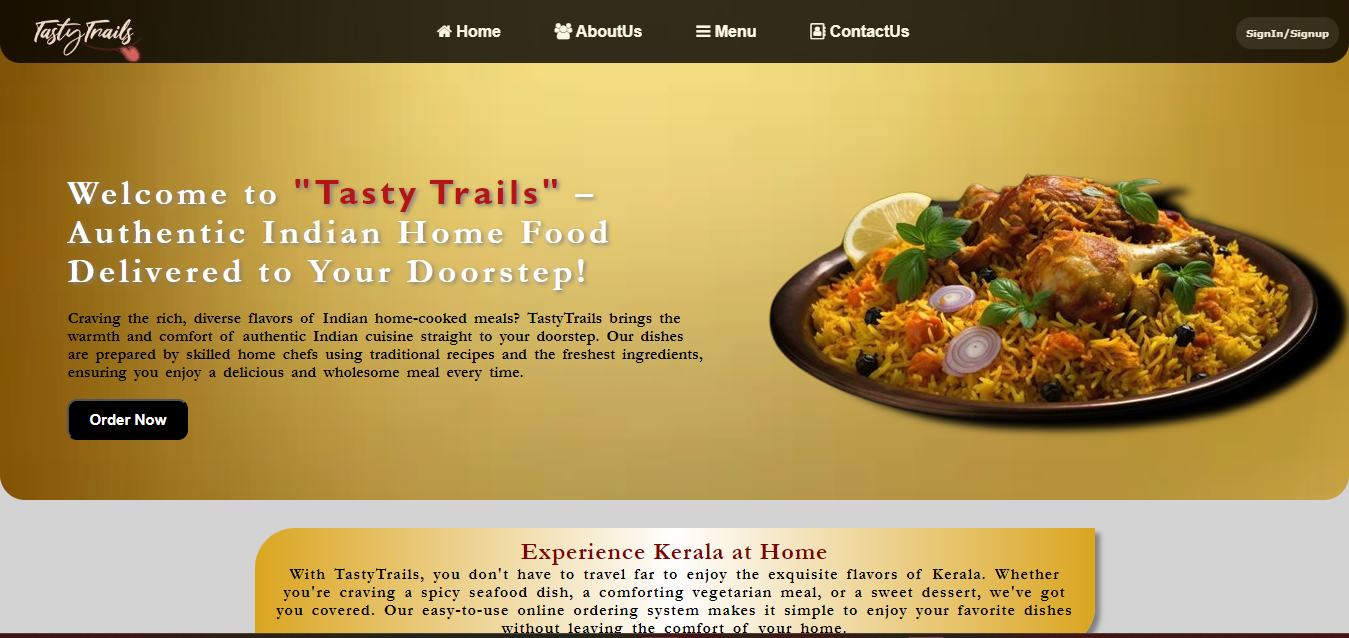 Tasty Trails
Home
AboutUs
Menu
ContactUs
SignIn/Signup
Welcome to "Tasty Trails" –
Authentic Indian Home Food
Delivered to Your Doorstep!
Craving the rich, diverse flavors of Indian home-cooked meals? TastyTrails brings the
warmth and comfort of authentic Indian cuisine straight to your doorstep. Our dishes
are prepared by skilled home chefs using traditional recipes and the freshest ingredients,
ensuring you enjoy a delicious and wholesome meal every time.
Order Now
Experience Kerala at Home
With TastyTrails, you don't have to travel far to enjoy the exquisite flavors of Kerala. Whether
you're craving a spicy seafood dish, a comforting vegetarian meal, or a sweet dessert, we've got
you covered. Our easy-to-use online ordering system makes it simple to enjoy your favorite dishes
without leaving the comfort of your home.